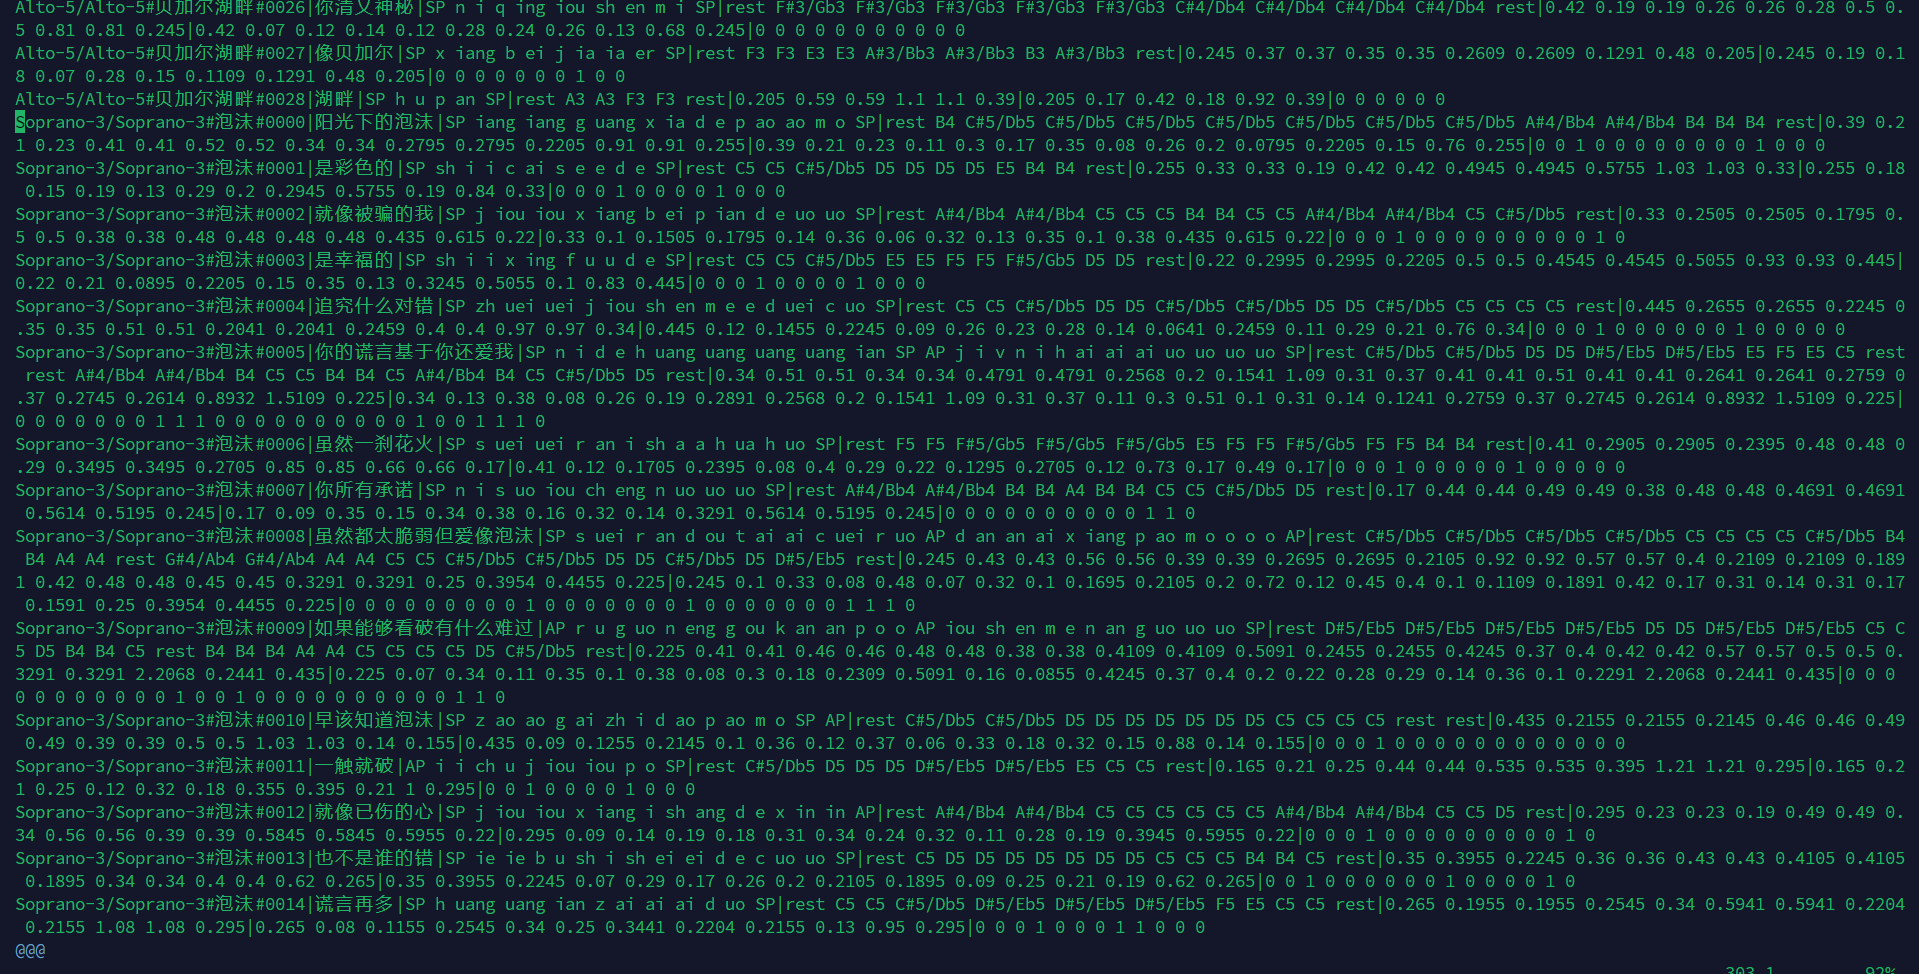 Alto-5/Alto-5#贝加尔湖畔#0026|你清又神秘|SP n i q ing iou sh en m i SP|rest F#3/Gb3 F#3/Gb3 F#3/Gb3 F#3/Gb3 F#3/Gb3 C#4/Db4 C#4/Db4 C#4/Db4 C#4/Db4 rest|0.42 0.19 0.19 0.26 0.26 0.28 0.5 0.
5 0.81 0.81 0.245|0.42 0.07 0.12 0.14 0.12 0.28 0.24 0.26 0.13 0.68 0.245|0 0 0 0 0 0 0 0 0 0 0
Alto-5/Alto-5#贝加尔湖畔#0027|像贝加尔|SP x iang b ei j ia ia er SP|rest F3 F3 E3 E3 A#3/Bb3 A#3/Bb3 B3 A#3/Bb3 rest|0.245 0.37 0.37 0.35 0.35 0.2609 0.2609 0.1291 0.48 0.205|0.245 0.19 0.1
8 0.07 0.28 0.15 0.1109 0.1291 0.48 0.205|0 0 0 0 0 0 0 1 0 0
Alto-5/Alto-5#贝加尔湖畔#0028|湖畔|SP h u p an SP|rest A3 A3 F3 F3 rest|0.205 0.59 0.59 1.1 1.1 0.39|0.205 0.17 0.42 0.18 0.92 0.39|0 0 0 0 0 0
Soprano-3/Soprano-3#泡沫#0000|阳光下的泡沫|SP iang iang g uang x ia d e p ao ao m o SP|rest B4 C#5/Db5 C#5/Db5 C#5/Db5 C#5/Db5 C#5/Db5 C#5/Db5 C#5/Db5 A#4/Bb4 A#4/Bb4 B4 B4 B4 rest|0.39 0.2
1 0.23 0.41 0.41 0.52 0.52 0.34 0.34 0.2795 0.2795 0.2205 0.91 0.91 0.255|0.39 0.21 0.23 0.11 0.3 0.17 0.35 0.08 0.26 0.2 0.0795 0.2205 0.15 0.76 0.255|0 0 1 0 0 0 0 0 0 0 0 1 0 0 0
Soprano-3/Soprano-3#泡沫#0001|是彩色的|SP sh i i c ai s e e d e SP|rest C5 C5 C#5/Db5 D5 D5 D5 D5 E5 B4 B4 rest|0.255 0.33 0.33 0.19 0.42 0.42 0.4945 0.4945 0.5755 1.03 1.03 0.33|0.255 0.18
0.15 0.19 0.13 0.29 0.2 0.2945 0.5755 0.19 0.84 0.33|0 0 0 1 0 0 0 0 1 0 0 0
Soprano-3/Soprano-3#泡沫#0002|就像被骗的我|SP j iou iou x iang b ei p ian d e uo uo SP|rest A#4/Bb4 A#4/Bb4 C5 C5 C5 B4 B4 C5 C5 A#4/Bb4 A#4/Bb4 C5 C#5/Db5 rest|0.33 0.2505 0.2505 0.1795 0.
5 0.5 0.38 0.38 0.48 0.48 0.48 0.48 0.435 0.615 0.22|0.33 0.1 0.1505 0.1795 0.14 0.36 0.06 0.32 0.13 0.35 0.1 0.38 0.435 0.615 0.22|0 0 0 1 0 0 0 0 0 0 0 0 0 1 0
Soprano-3/Soprano-3#泡沫#0003|是幸福的|SP sh i i x ing f u u d e SP|rest C5 C5 C#5/Db5 E5 E5 F5 F5 F#5/Gb5 D5 D5 rest|0.22 0.2995 0.2995 0.2205 0.5 0.5 0.4545 0.4545 0.5055 0.93 0.93 0.445|
0.22 0.21 0.0895 0.2205 0.15 0.35 0.13 0.3245 0.5055 0.1 0.83 0.445|0 0 0 1 0 0 0 0 1 0 0 0
Soprano-3/Soprano-3#泡沫#0004|追究什么对错|SP zh uei uei j iou sh en m e e d uei c uo SP|rest C5 C5 C#5/Db5 D5 D5 C#5/Db5 C#5/Db5 D5 D5 C#5/Db5 C5 C5 C5 C5 rest|0.445 0.2655 0.2655 0.2245 0
.35 0.35 0.51 0.51 0.2041 0.2041 0.2459 0.4 0.4 0.97 0.97 0.34|0.445 0.12 0.1455 0.2245 0.09 0.26 0.23 0.28 0.14 0.0641 0.2459 0.11 0.29 0.21 0.76 0.34|0 0 0 1 0 0 0 0 0 0 1 0 0 0 0 0
Soprano-3/Soprano-3#泡沫#0005|你的谎言基于你还爱我|SP n i d e h uang uang uang uang ian SP AP j i v n i h ai ai ai uo uo uo uo SP|rest C#5/Db5 C#5/Db5 D5 D5 D#5/Eb5 D#5/Eb5 E5 F5 E5 C5 rest
rest A#4/Bb4 A#4/Bb4 B4 C5 C5 B4 B4 C5 A#4/Bb4 B4 C5 C#5/Db5 D5 rest|0.34 0.51 0.51 0.34 0.34 0.4791 0.4791 0.2568 0.2 0.1541 1.09 0.31 0.37 0.41 0.41 0.51 0.41 0.41 0.2641 0.2641 0.2759 0
.37 0.2745 0.2614 0.8932 1.5109 0.225|0.34 0.13 0.38 0.08 0.26 0.19 0.2891 0.2568 0.2 0.1541 1.09 0.31 0.37 0.11 0.3 0.51 0.1 0.31 0.14 0.1241 0.2759 0.37 0.2745 0.2614 0.8932 1.5109 0.225|
0 0 0 0 0 0 0 1 1 1 0 0 0 0 0 0 0 0 0 0 1 0 0 1 1 1 0
Soprano-3/Soprano-3#泡沫#0006|虽然一刹花火|SP s uei uei r an i sh a a h ua h uo SP|rest F5 F5 F#5/Gb5 F#5/Gb5 F#5/Gb5 E5 F5 F5 F#5/Gb5 F5 F5 B4 B4 rest|0.41 0.2905 0.2905 0.2395 0.48 0.48 0
.29 0.3495 0.3495 0.2705 0.85 0.85 0.66 0.66 0.17|0.41 0.12 0.1705 0.2395 0.08 0.4 0.29 0.22 0.1295 0.2705 0.12 0.73 0.17 0.49 0.17|0 0 0 1 0 0 0 0 0 1 0 0 0 0 0
Soprano-3/Soprano-3#泡沫#0007|你所有承诺|SP n i s uo iou ch eng n uo uo uo SP|rest A#4/Bb4 A#4/Bb4 B4 B4 A4 B4 B4 C5 C5 C#5/Db5 D5 rest|0.17 0.44 0.44 0.49 0.49 0.38 0.48 0.48 0.4691 0.4691
0.5614 0.5195 0.245|0.17 0.09 0.35 0.15 0.34 0.38 0.16 0.32 0.14 0.3291 0.5614 0.5195 0.245|0 0 0 0 0 0 0 0 0 0 1 1 0
Soprano-3/Soprano-3#泡沫#0008|虽然都太脆弱但爱像泡沫|SP s uei r an d ou t ai ai c uei r uo AP d an an ai x iang p ao m o o o o AP|rest C#5/Db5 C#5/Db5 C#5/Db5 C#5/Db5 C5 C5 C5 C5 C#5/Db5 B4
B4 A4 A4 rest G#4/Ab4 G#4/Ab4 A4 A4 C5 C5 C#5/Db5 C#5/Db5 D5 D5 C#5/Db5 D5 D#5/Eb5 rest|0.245 0.43 0.43 0.56 0.56 0.39 0.39 0.2695 0.2695 0.2105 0.92 0.92 0.57 0.57 0.4 0.2109 0.2109 0.189
1 0.42 0.48 0.48 0.45 0.45 0.3291 0.3291 0.25 0.3954 0.4455 0.225|0.245 0.1 0.33 0.08 0.48 0.07 0.32 0.1 0.1695 0.2105 0.2 0.72 0.12 0.45 0.4 0.1 0.1109 0.1891 0.42 0.17 0.31 0.14 0.31 0.17
0.1591 0.25 0.3954 0.4455 0.225|0 0 0 0 0 0 0 0 0 1 0 0 0 0 0 0 0 1 0 0 0 0 0 0 0 1 1 1 0
Soprano-3/Soprano-3#泡沫#0009|如果能够看破有什么难过|AP r u g uo n eng g ou k an an p o o AP iou sh en m e n an g uo uo uo SP|rest D#5/Eb5 D#5/Eb5 D#5/Eb5 D#5/Eb5 D5 D5 D#5/Eb5 D#5/Eb5 C5 C
5 D5 B4 B4 C5 rest B4 B4 B4 A4 A4 C5 C5 C5 C5 D5 C#5/Db5 rest|0.225 0.41 0.41 0.46 0.46 0.48 0.48 0.38 0.38 0.4109 0.4109 0.5091 0.2455 0.2455 0.4245 0.37 0.4 0.42 0.42 0.57 0.57 0.5 0.5 0.
3291 0.3291 2.2068 0.2441 0.435|0.225 0.07 0.34 0.11 0.35 0.1 0.38 0.08 0.3 0.18 0.2309 0.5091 0.16 0.0855 0.4245 0.37 0.4 0.2 0.22 0.28 0.29 0.14 0.36 0.1 0.2291 2.2068 0.2441 0.435|0 0 0
0 0 0 0 0 0 0 0 1 0 0 1 0 0 0 0 0 0 0 0 0 0 1 1 0
Soprano-3/Soprano-3#泡沫#0010|早该知道泡沫|SP z ao ao g ai zh i d ao p ao m o SP AP|rest C#5/Db5 C#5/Db5 D5 D5 D5 D5 D5 D5 D5 C5 C5 C5 C5 rest rest|0.435 0.2155 0.2155 0.2145 0.46 0.46 0.49
0.49 0.39 0.39 0.5 0.5 1.03 1.03 0.14 0.155|0.435 0.09 0.1255 0.2145 0.1 0.36 0.12 0.37 0.06 0.33 0.18 0.32 0.15 0.88 0.14 0.155|0 0 0 1 0 0 0 0 0 0 0 0 0 0 0 0
Soprano-3/Soprano-3#泡沫#0011|一触就破|AP i i ch u j iou iou p o SP|rest C#5/Db5 D5 D5 D5 D#5/Eb5 D#5/Eb5 E5 C5 C5 rest|0.165 0.21 0.25 0.44 0.44 0.535 0.535 0.395 1.21 1.21 0.295|0.165 0.2
1 0.25 0.12 0.32 0.18 0.355 0.395 0.21 1 0.295|0 0 1 0 0 0 0 1 0 0 0
Soprano-3/Soprano-3#泡沫#0012|就像已伤的心|SP j iou iou x iang i sh ang d e x in in AP|rest A#4/Bb4 A#4/Bb4 C5 C5 C5 C5 C5 C5 A#4/Bb4 A#4/Bb4 C5 C5 D5 rest|0.295 0.23 0.23 0.19 0.49 0.49 0.
34 0.56 0.56 0.39 0.39 0.5845 0.5845 0.5955 0.22|0.295 0.09 0.14 0.19 0.18 0.31 0.34 0.24 0.32 0.11 0.28 0.19 0.3945 0.5955 0.22|0 0 0 1 0 0 0 0 0 0 0 0 0 1 0
Soprano-3/Soprano-3#泡沫#0013|也不是谁的错|SP ie ie b u sh i sh ei ei d e c uo uo SP|rest C5 D5 D5 D5 D5 D5 D5 D5 C5 C5 C5 B4 B4 C5 rest|0.35 0.3955 0.2245 0.36 0.36 0.43 0.43 0.4105 0.4105
0.1895 0.34 0.34 0.4 0.4 0.62 0.265|0.35 0.3955 0.2245 0.07 0.29 0.17 0.26 0.2 0.2105 0.1895 0.09 0.25 0.21 0.19 0.62 0.265|0 0 1 0 0 0 0 0 0 1 0 0 0 0 1 0
Soprano-3/Soprano-3#泡沫#0014|谎言再多|SP h uang uang ian z ai ai ai d uo SP|rest C5 C5 C#5/Db5 D#5/Eb5 D#5/Eb5 D#5/Eb5 F5 E5 C5 C5 rest|0.265 0.1955 0.1955 0.2545 0.34 0.5941 0.5941 0.2204
0.2155 1.08 1.08 0.295|0.265 0.08 0.1155 0.2545 0.34 0.25 0.3441 0.2204 0.2155 0.13 0.95 0.295|0 0 0 1 0 0 0 1 1 0 0 0
@@@
303,1 92%